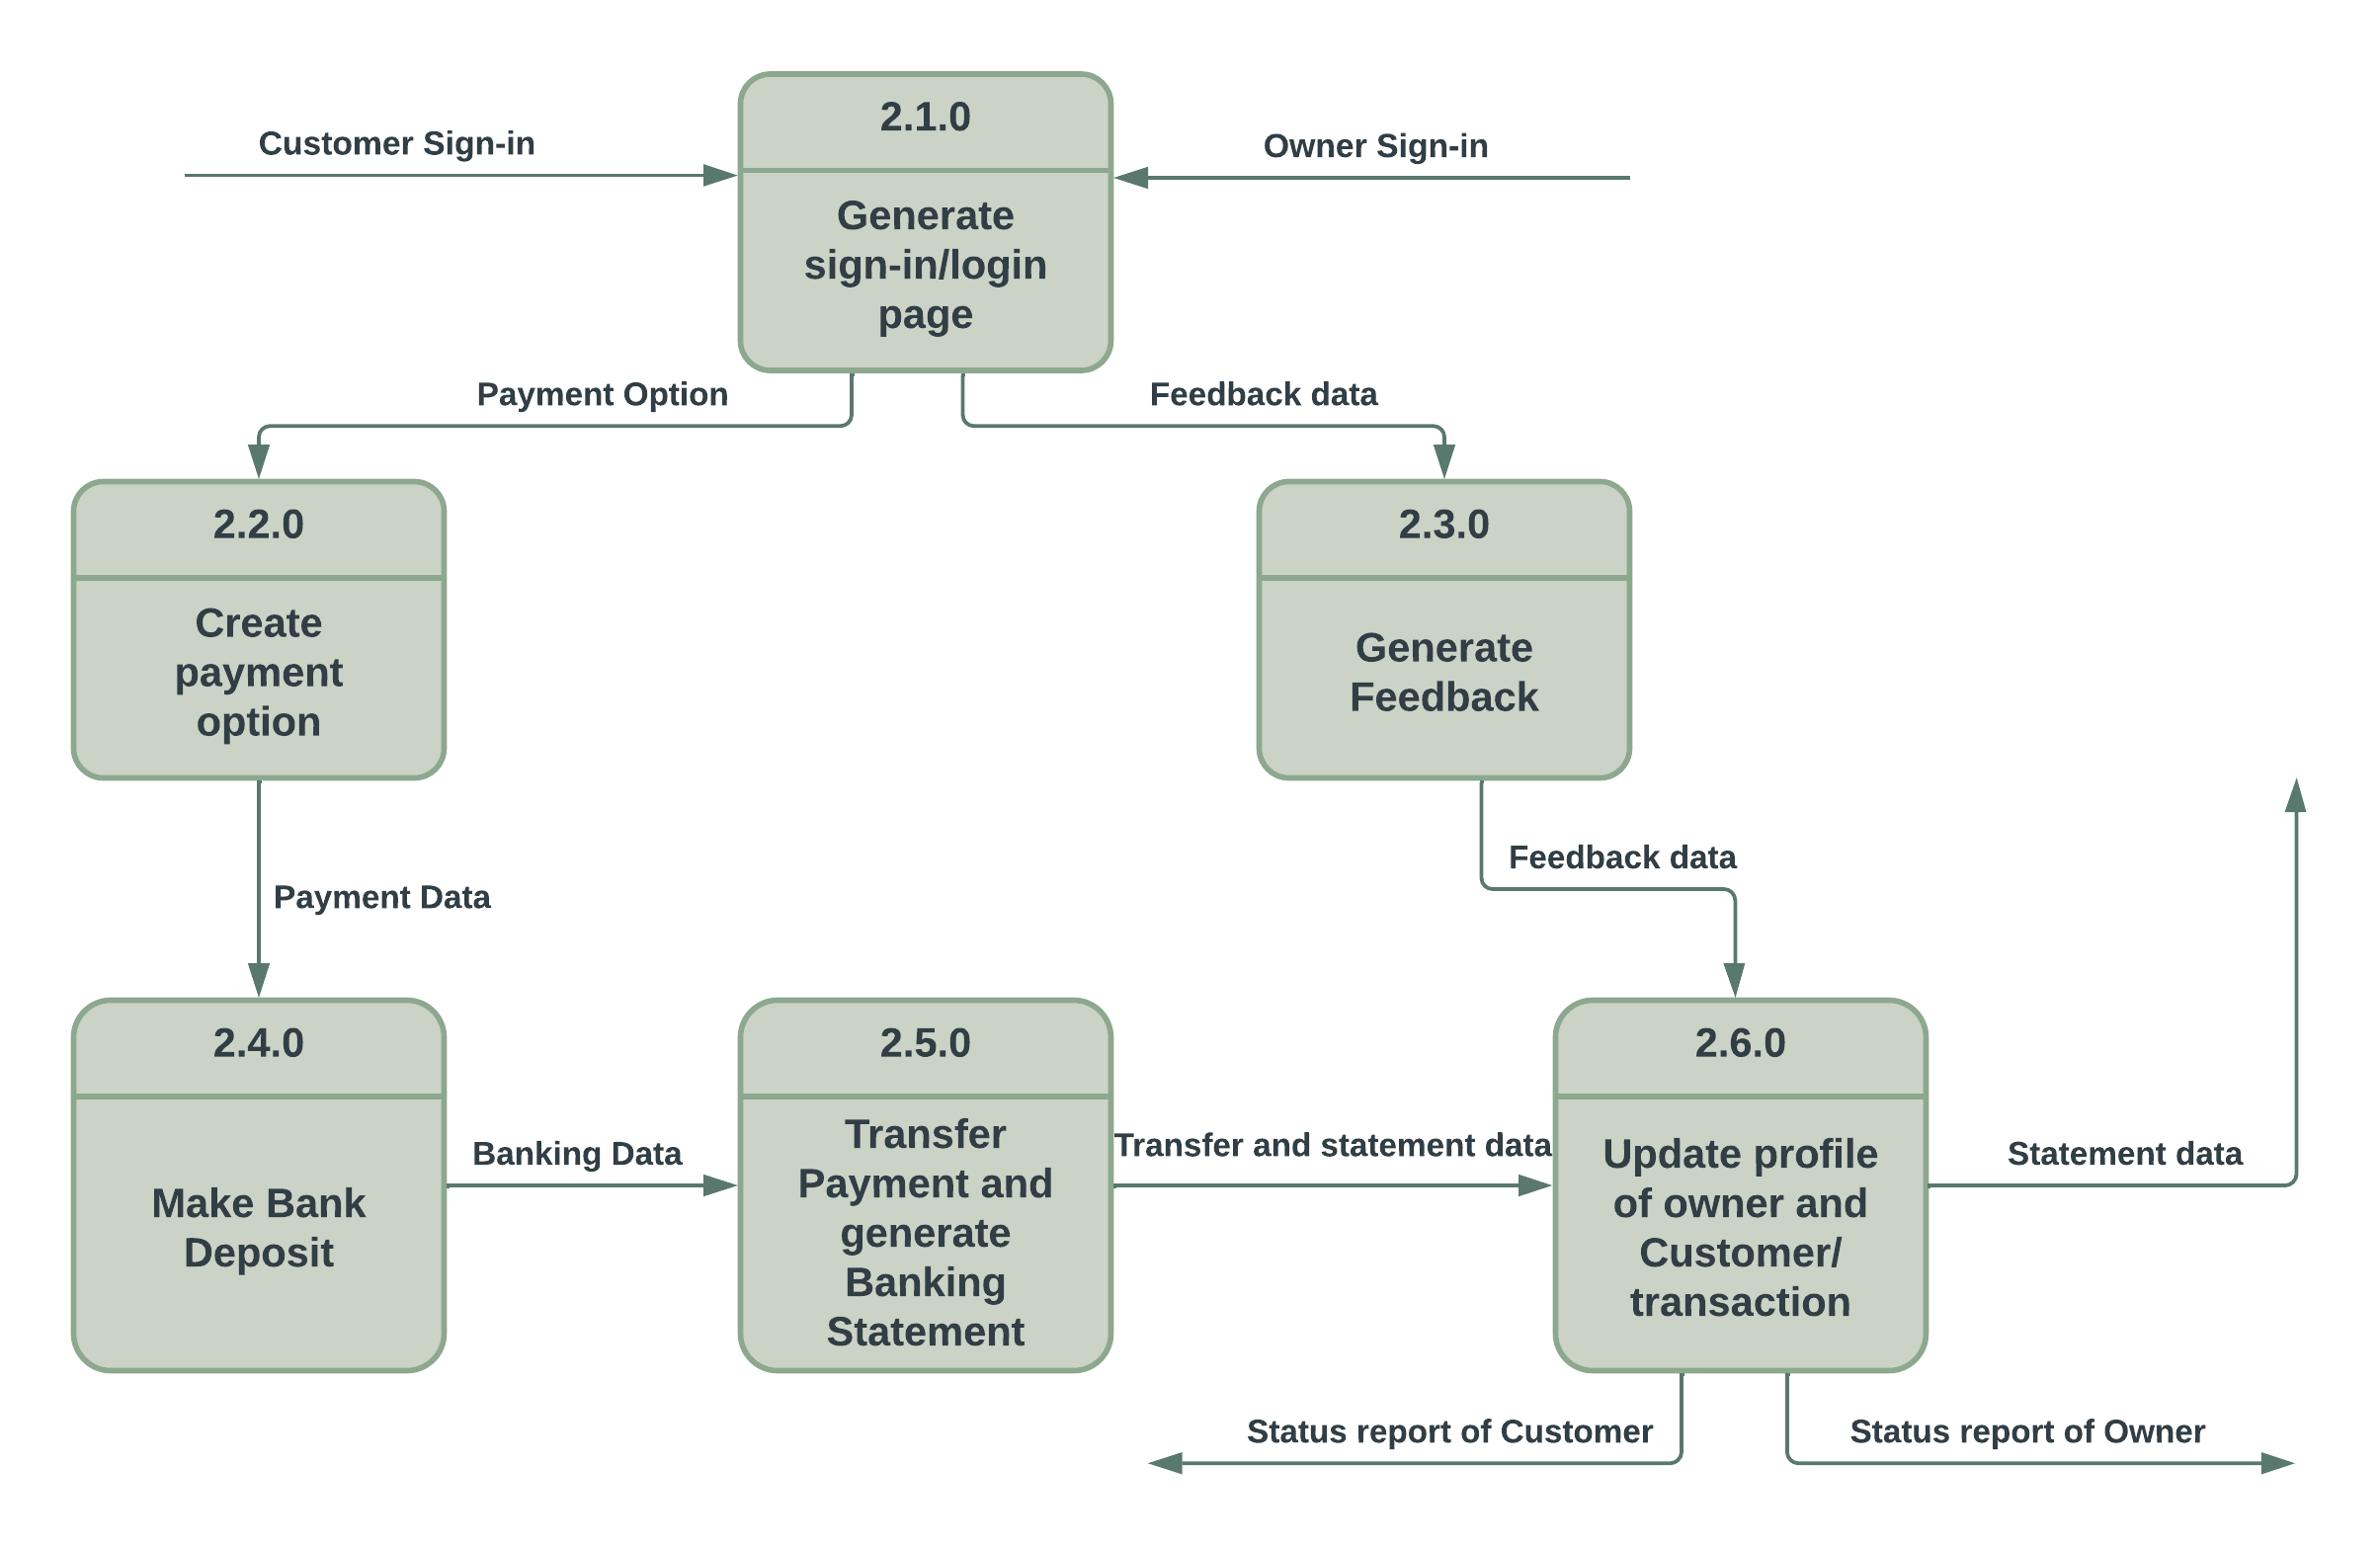 2.1.0
Customer Sign-in
Owner Sign-in
Generate
sign-in/login
page
Payment Option
Feedback data
2.2.0
2.3.0
Create
payment
option
Generate
Feedback
Feedback data
Payment Data
2.4.0
2.5.0
2.6.0
Make Bank
Deposit
Banking Data
Transfer
Payment and
generate
Banking
Statement
Transfer and statement data
Update profile
of owner and
Customer/
transaction
Statement data
Status report of Customer
Status report of Owner